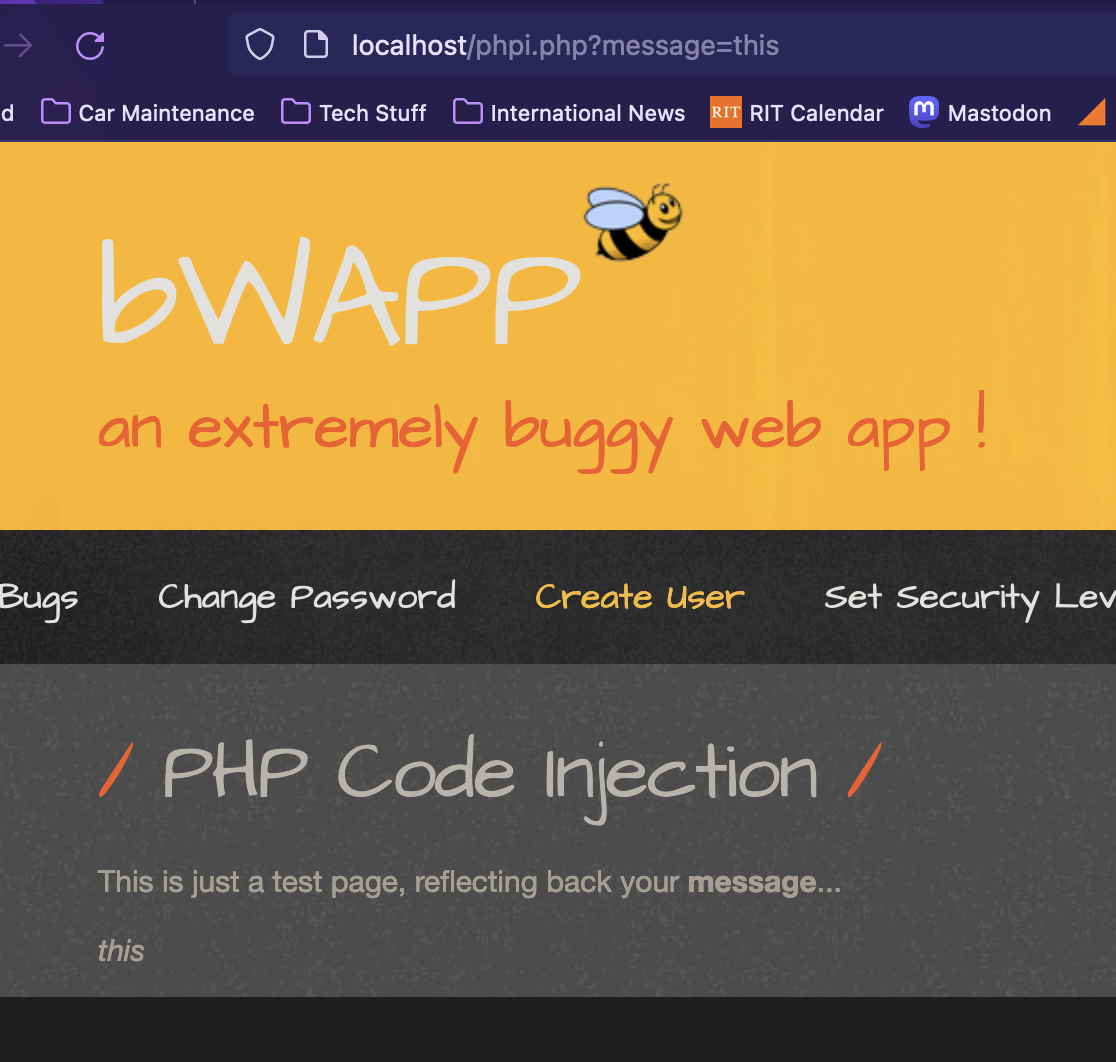 localhost/phpi.php?message=this
d Car Maintenance Tech Stuff International News RIT RIT Calendar m Mastodon
bWAPP
an extremely buggy web app !
Bugs Change Password Create User Set Security Lev
/ PHP Code Injection /
This is just a test page, reflecting back your message...
this